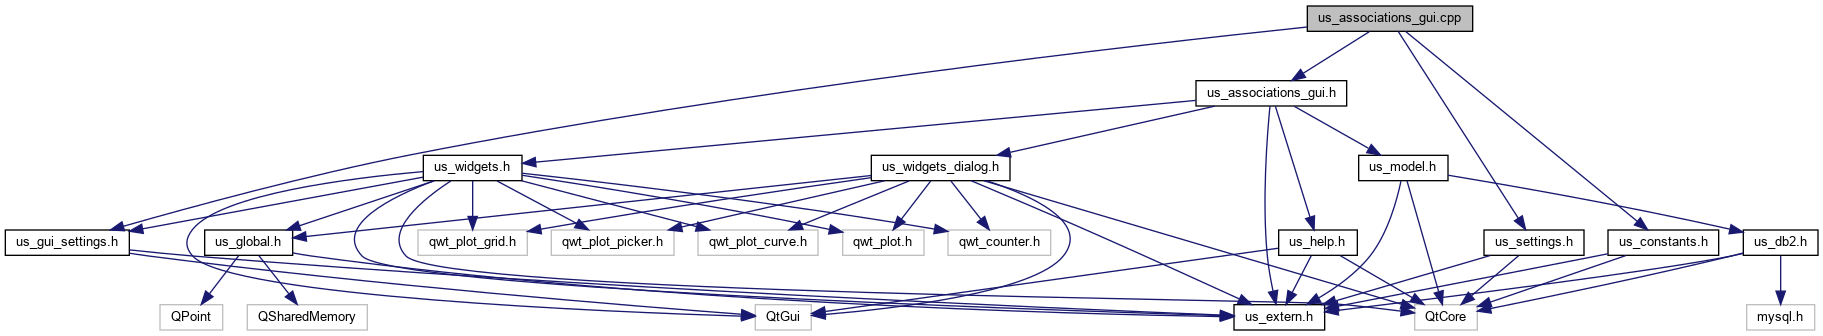 us_associations_gui.cpp
us_associations_gui.h
us_widgets.h
us_widgets_dialog.h
us_model.h
us_gui_settings.h
us_global.h
qwt_plot_grid.h
qwt_plot_picker.h
qwt_plot_curve.h
qwt_plot.h
qwt_counter.h
us_help.h
us_settings.h
us_constants.h
us_db2.h
QPoint
QSharedMemory
QtGui
us_extern.h
QtCore
mysql.h